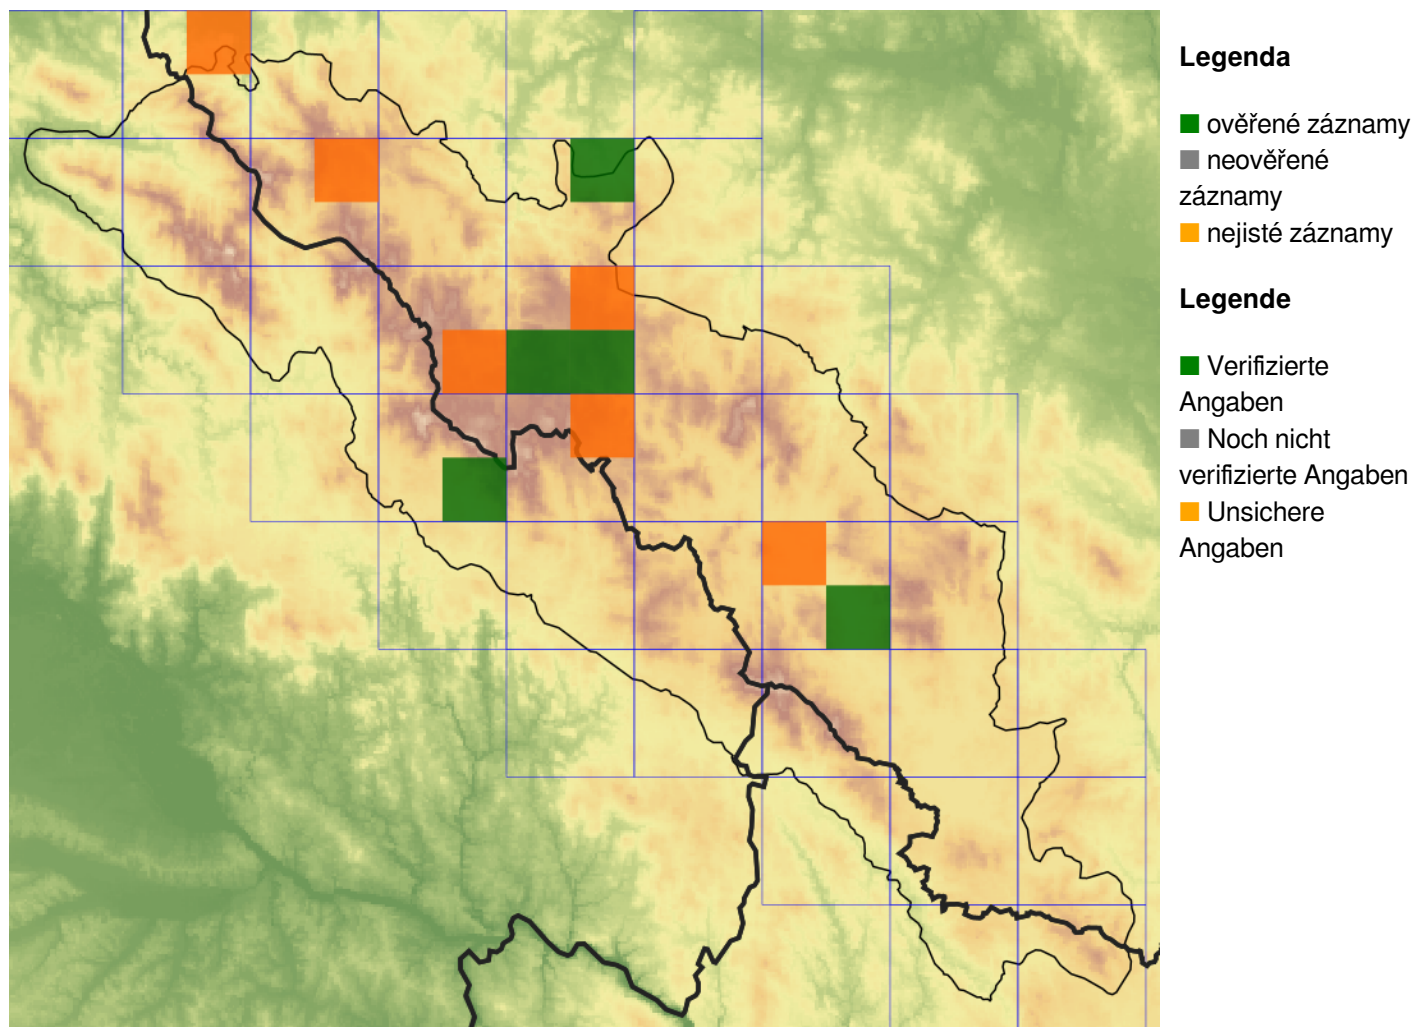 Legenda
ověřené záznamy
neověřené
záznamy
nejisté záznamy
Legende
Verifizierte
Angaben
Noch nicht
verifizierte Angaben
Unsichere
Angaben